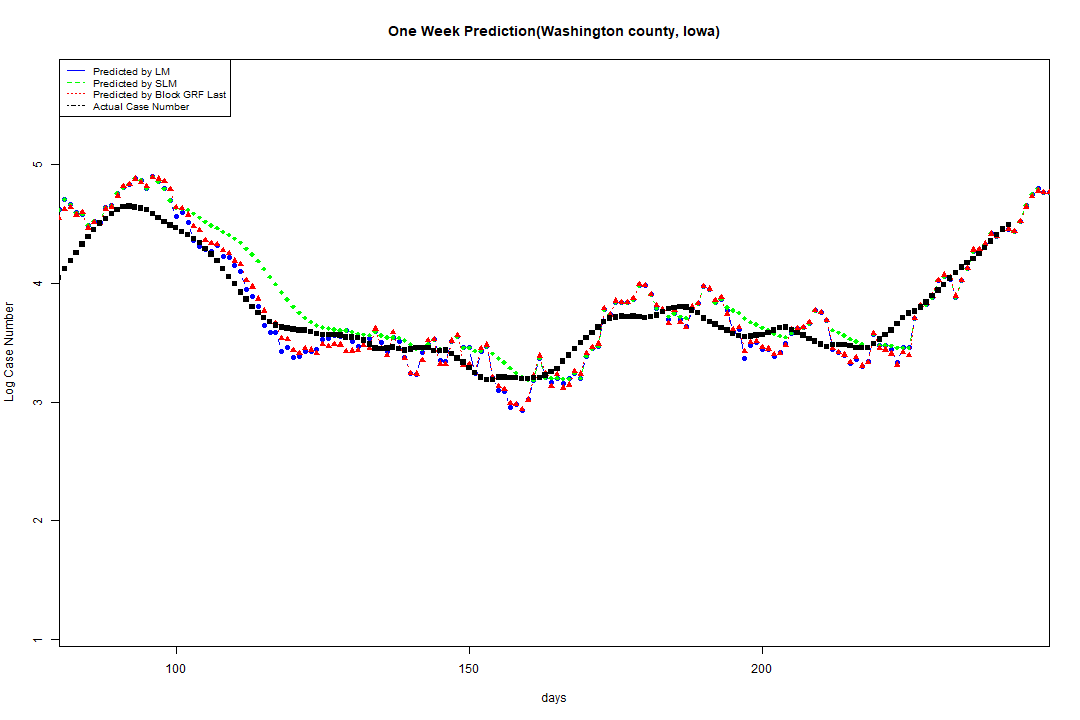 One Week Prediction(Washington county, Iowa)
Predicted by LM
Predicted by SLM
Predicted by Block GRF Last
Actual Case Number
5
4
3
2
1
Log Case Number
100
150
200
days